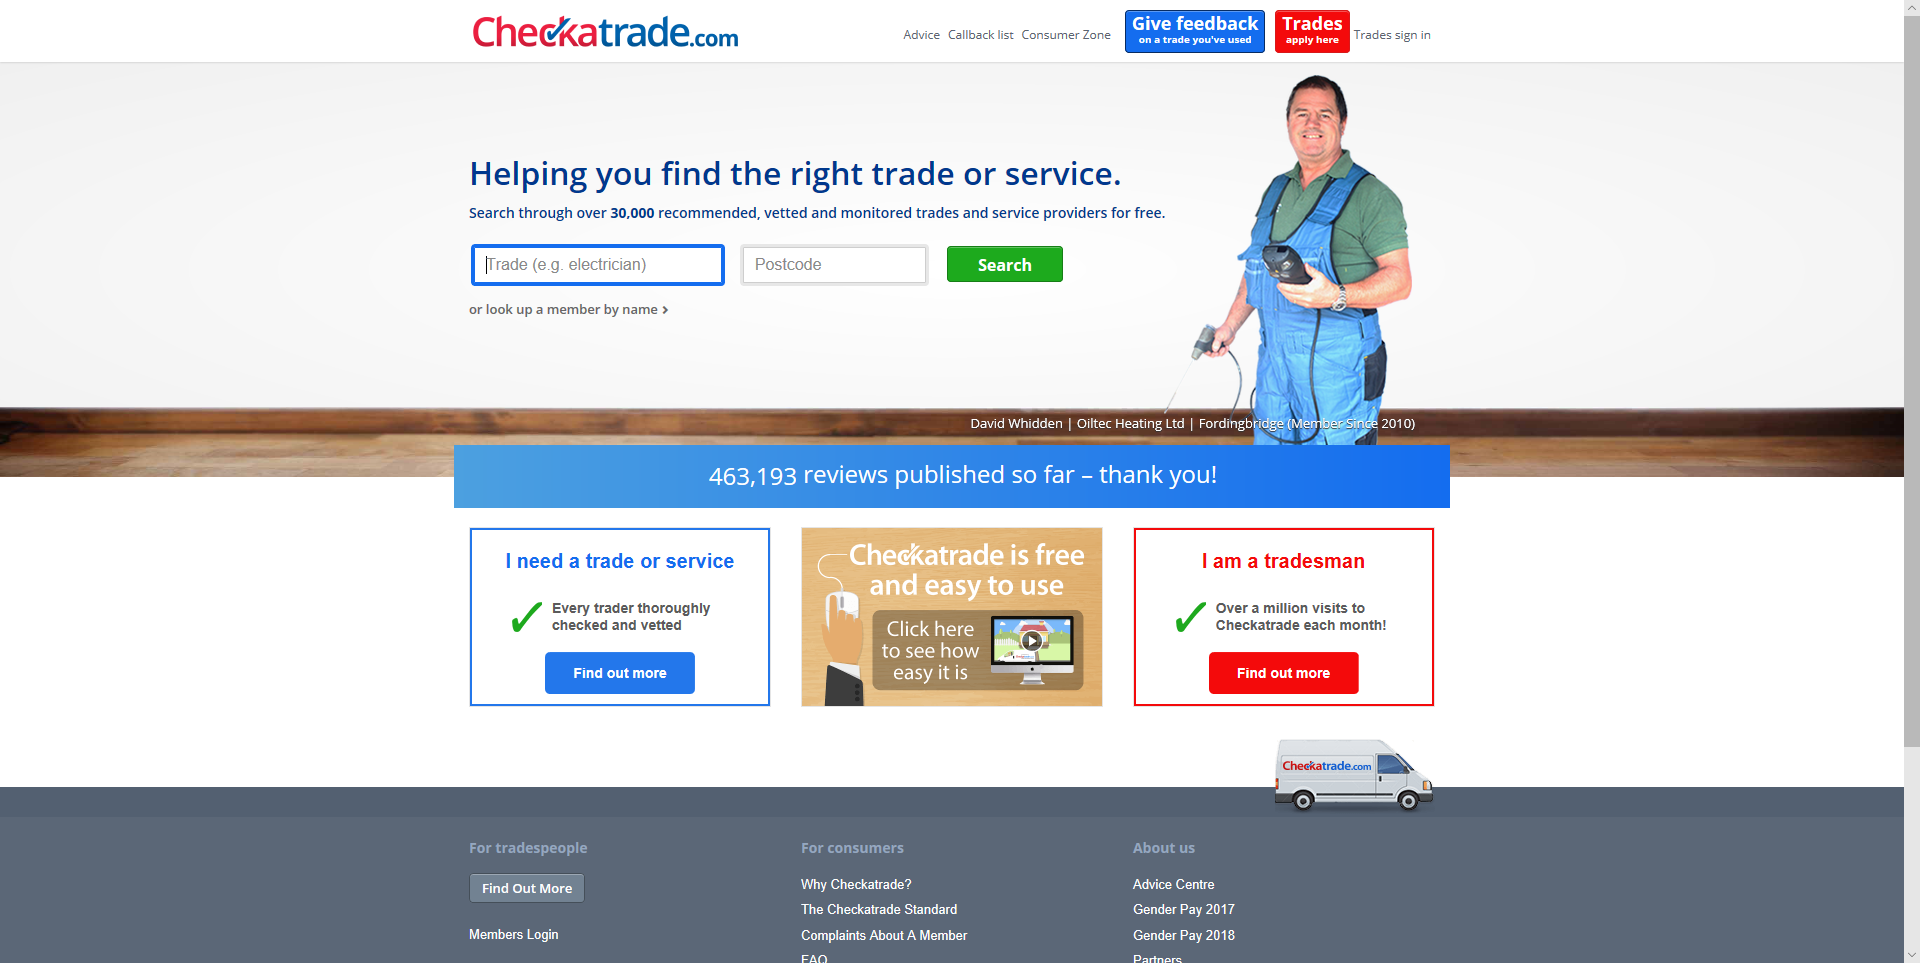 Checkatrade.com
Advice Callback list Consumer Zone
Give feedback
on a trade you've used
Trades
apply here
Trades sign in
Helping you find the right trade or service.
Search through over 30,000 recommended, vetted and monitored trades and service providers for free.
Trade (e.g. electrician)
Postcode
Search
or look up a member by name ›
David Whidden | Oiltec Heating Ltd | Fordingbridge (Member Since 2010)
463,193 reviews published so far – thank you!
I need a trade or service
Every trader thoroughly
checked and vetted
Find out more
Checkatrade is free
and easy to use
Click here
to see how
easy it is
I am a tradesman
Over a million visits to
Checkatrade each month!
Find out more
Checkatrade.com
For tradespeople
Find Out More
Members Login
For consumers
Why Checkatrade?
The Checkatrade Standard
Complaints About A Member
FAQ
About us
Advice Centre
Gender Pay 2017
Gender Pay 2018
Partners